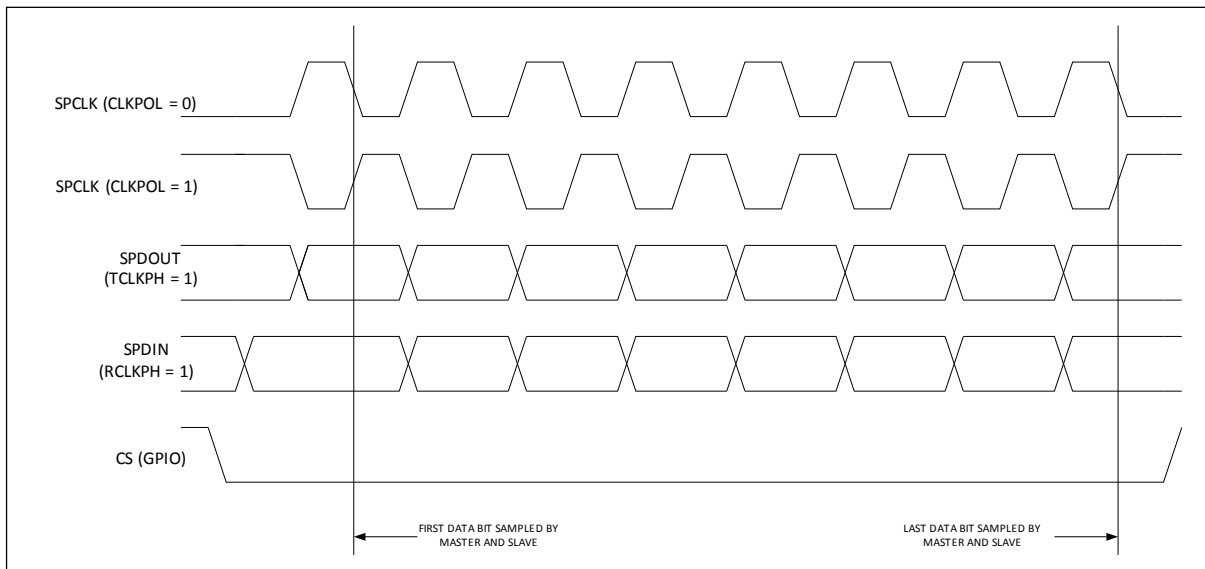 SPCLK (CLKPOL = 0)
SPCLK (CLKPOL = 1)
SPDOUT
(TCLKPH = 1)
SPDIN
(RCLKPH = 1)
CS (GPIO)
FIRST DATA BIT SAMPLED BY
MASTER AND SLAVE
LAST DATA BIT SAMPLED BY
MASTER AND SLAVE